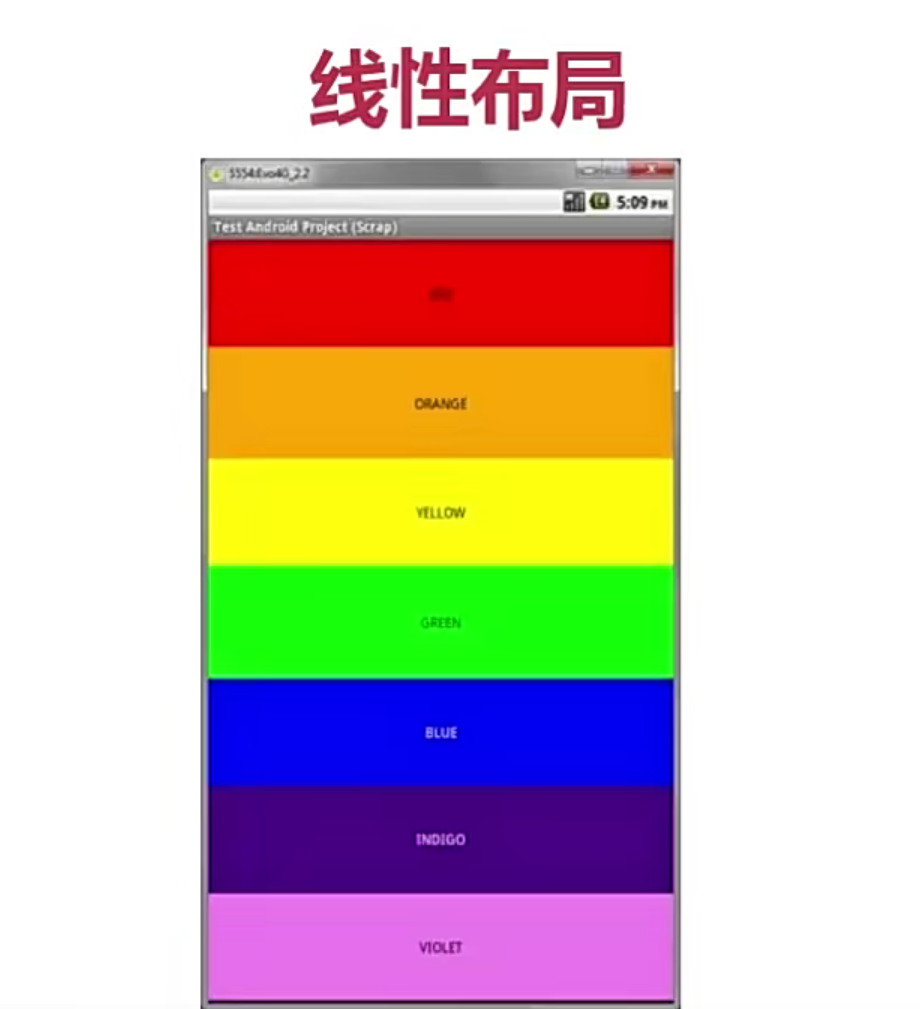 线性布局
5554:Evo4G_2.2
5:09 PM
Test Android Project (Scrap)
ORANGE
YELLOW
GREEN
BLUE
INDIGO
VIOLET